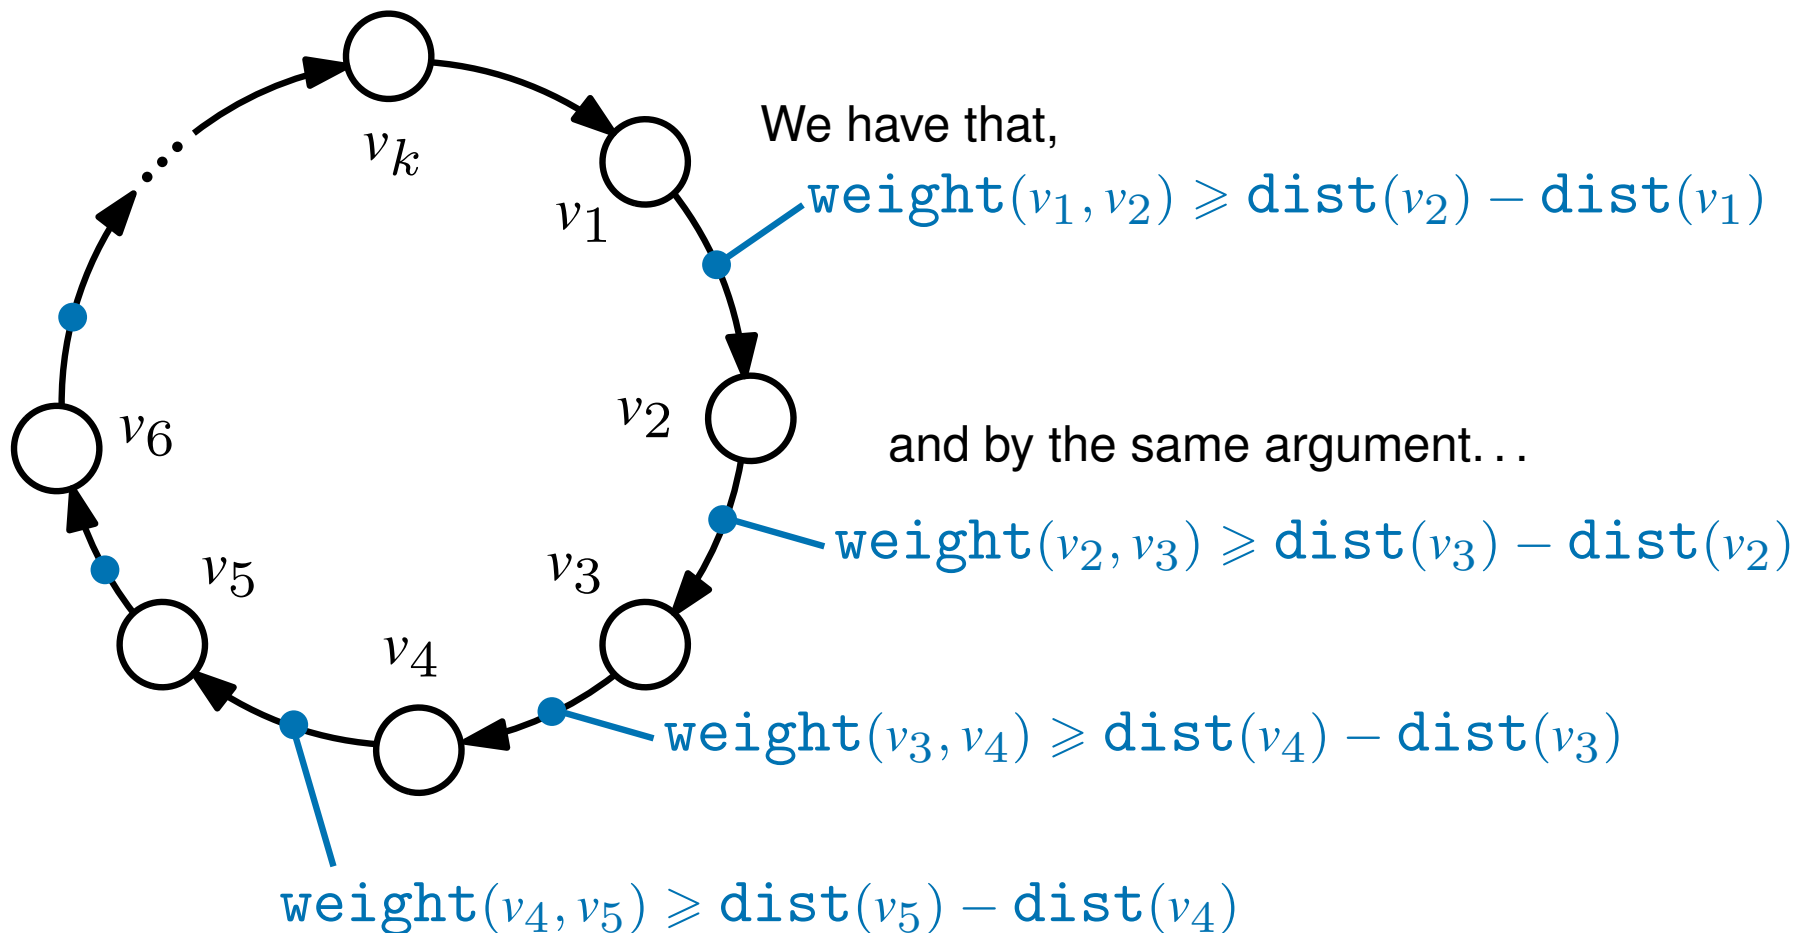 v_k
We have that,
v_1
weight(v_1, v_2) ⩾ dist(v_2) − dist(v_1)
v_2
v_6
and by the same argument. . .
weight(v_2, v_3) ⩾ dist(v_3) − dist(v_2)
v_5
v_3
v_4
weight(v_3, v_4) ⩾ dist(v_4) − dist(v_3)
weight(v_4, v_5) ⩾ dist(v_5) − dist(v_4)